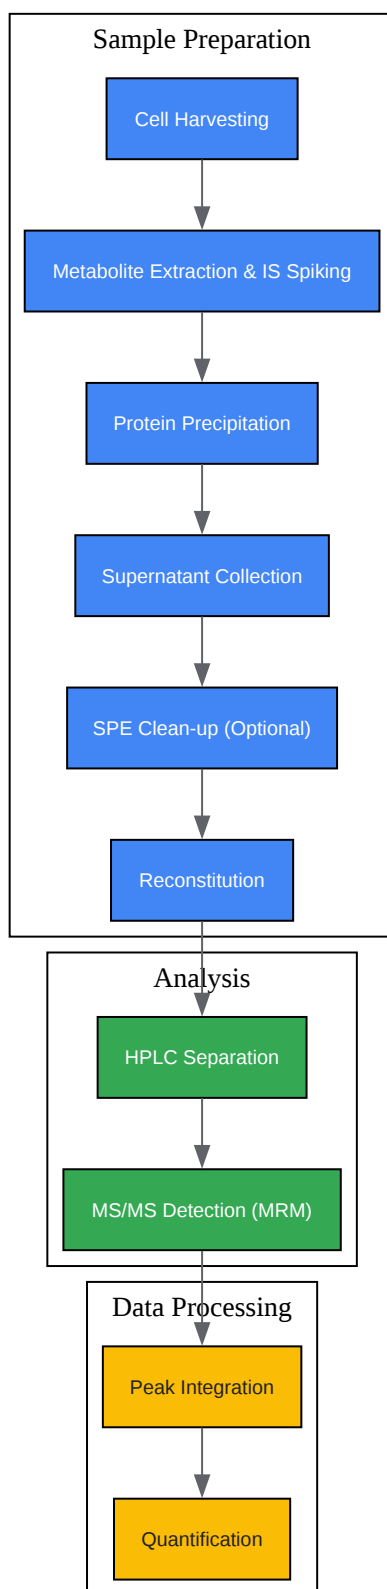 Sample Preparation
Cell Harvesting
Metabolite Extraction & IS Spiking
Protein Precipitation
Supernatant Collection
SPE Clean-up (Optional)
Reconstitution
Analysis
HPLC Separation
MS/MS Detection (MRM)
Data Processing
Peak Integration
Quantification